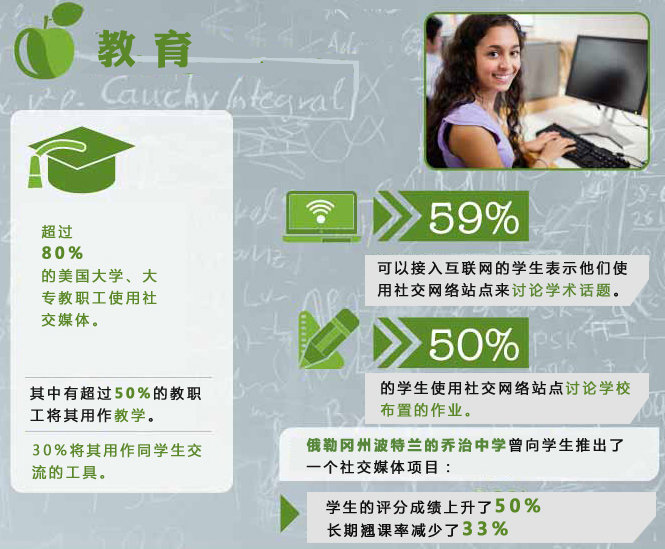 教育
Cauchy Integral
超过
80%
的美国大学、大
专教职工使用社
交媒体。
其中有超过50%的教职
工将其用作教学。
30%将其用作同学生交
流的工具。
59%
可以接入互联网的学生表示他们使
用社交网络站点来讨论学术话题。
50%
的学生使用社交网络站点讨论学校
布置的作业。
俄勒冈州波特兰的乔治中学曾向学生推出了
一个社交媒体项目：
学生的评分成绩上升了50%
长期翘课率减少了33%